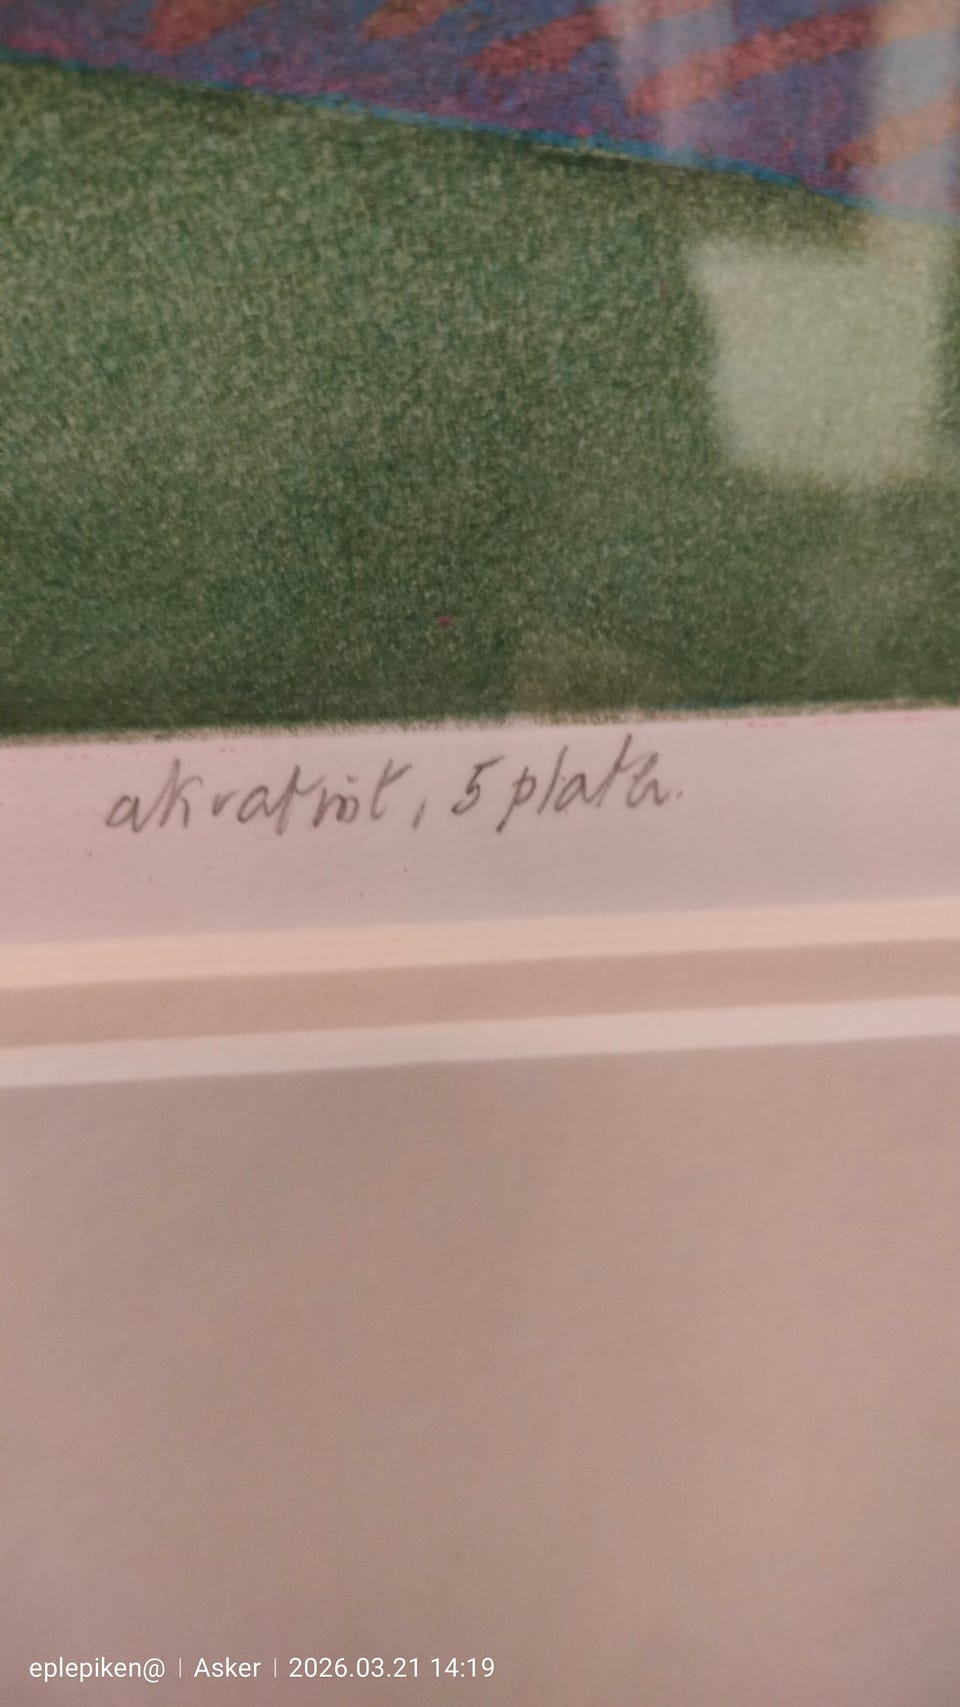 akvatint, 5 plater.
eplepiken@ | Asker | 2026.03.21 14:19